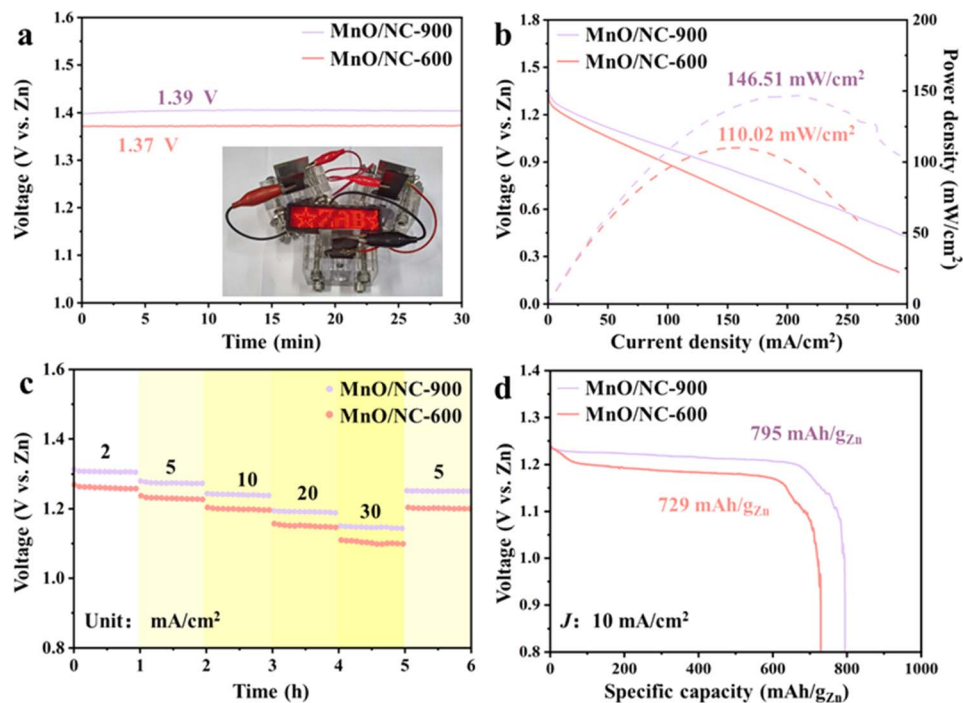 a
MnO/NC-900
MnO/NC-600
1.39 V
1.37 V
☆ZAB☆
Voltage (V vs. Zn)
1.6
1.5
1.4
1.3
1.2
1.1
1.0
0
5
10
15
20
25
30
Time (min)
b
MnO/NC-900
MnO/NC-600
146.51 mW/cm²
110.02 mW/cm²
Voltage (V vs. Zn)
1.8
1.5
1.2
0.9
0.6
0.3
0.0
200
150
100
50
0
Power density
(mW/cm²)
0
50
100
150
200
250
300
Current density (mA/cm²)
c
MnO/NC-900
MnO/NC-600
2
5
10
20
30
5
Unit： mA/cm²
Voltage (V vs. Zn)
1.6
1.4
1.2
1.0
0.8
0
1
2
3
4
5
6
Time (h)
d
MnO/NC-900
MnO/NC-600
795 mAh/gZn
729 mAh/gZn
J： 10 mA/cm²
Voltage (V vs. Zn)
1.4
1.3
1.2
1.1
1.0
0.9
0.8
0
200
400
600
800
1000
Specific capacity (mAh/gZn)